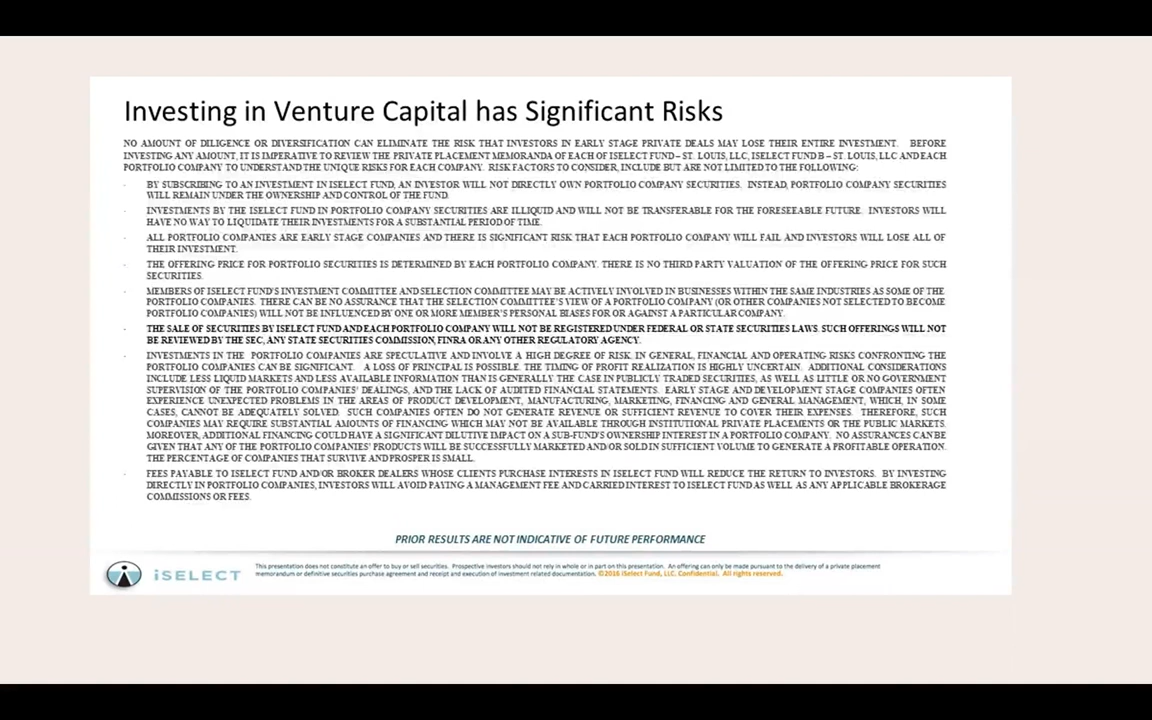 Investing in Venture Capital has Significant Risks
NO AMOUNT OF DILIGENCE OR DIVERSIFICATION CAN ELIMINATE THE RISK THAT INVESTORS IN EARLY STAGE PRIVATE DEALS MAY LOSE THEIR ENTIRE INVESTMENT. BEFORE
INVESTING ANY AMOUNT, IT IS IMPERATIVE TO REVIEW THE PRIVATE PLACEMENT MEMORANDA OF EACH OF ISELECT FUND – ST. LOUIS, LLC, ISELECT FUND B – ST. LOUIS, LLC AND EACH
PORTFOLIO COMPANY TO UNDERSTAND THE UNIQUE RISKS FOR EACH COMPANY. RISK FACTORS TO CONSIDER, INCLUDE BUT ARE NOT LIMITED TO THE FOLLOWING:
· BY SUBSCRIBING TO AN INVESTMENT IN ISELECT FUND, AN INVESTOR WILL NOT DIRECTLY OWN PORTFOLIO COMPANY SECURITIES. INSTEAD, PORTFOLIO COMPANY SECURITIES
WILL REMAIN UNDER THE OWNERSHIP AND CONTROL OF THE FUND.
· INVESTMENTS BY THE ISELECT FUND IN PORTFOLIO COMPANY SECURITIES ARE ILLIQUID AND WILL NOT BE TRANSFERABLE FOR THE FORESEEABLE FUTURE. INVESTORS WILL
HAVE NO WAY TO LIQUIDATE THEIR INVESTMENTS FOR A SUBSTANTIAL PERIOD OF TIME.
· ALL PORTFOLIO COMPANIES ARE EARLY STAGE COMPANIES AND THERE IS SIGNIFICANT RISK THAT EACH PORTFOLIO COMPANY WILL FAIL AND INVESTORS WILL LOSE ALL OF
THEIR INVESTMENT.
· THE OFFERING PRICE FOR PORTFOLIO SECURITIES IS DETERMINED BY EACH PORTFOLIO COMPANY. THERE IS NO THIRD PARTY VALUATION OF THE OFFERING PRICE FOR SUCH
SECURITIES.
· MEMBERS OF ISELECT FUND'S INVESTMENT COMMITTEE AND SELECTION COMMITTEE MAY BE ACTIVELY INVOLVED IN BUSINESSES WITHIN THE SAME INDUSTRIES AS SOME OF THE
PORTFOLIO COMPANIES. THERE CAN BE NO ASSURANCE THAT THE SELECTION COMMITTEE'S VIEW OF A PORTFOLIO COMPANY (OR OTHER COMPANIES NOT SELECTED TO BECOME
PORTFOLIO COMPANIES) WILL NOT BE INFLUENCED BY ONE OR MORE MEMBER'S PERSONAL BIASES FOR OR AGAINST A PARTICULAR COMPANY.
· THE SALE OF SECURITIES BY ISELECT FUND AND EACH PORTFOLIO COMPANY WILL NOT BE REGISTERED UNDER FEDERAL OR STATE SECURITIES LAWS. SUCH OFFERINGS WILL NOT
BE REVIEWED BY THE SEC, ANY STATE SECURITIES COMMISSION, FINRA OR ANY OTHER REGULATORY AGENCY.
· INVESTMENTS IN THE PORTFOLIO COMPANIES ARE SPECULATIVE AND INVOLVE A HIGH DEGREE OF RISK. IN GENERAL, FINANCIAL AND OPERATING RISKS CONFRONTING THE
PORTFOLIO COMPANIES CAN BE SIGNIFICANT. A LOSS OF PRINCIPAL IS POSSIBLE. THE TIMING OF PROFIT REALIZATION IS HIGHLY UNCERTAIN. ADDITIONAL CONSIDERATIONS
INCLUDE LESS LIQUID MARKETS AND LESS AVAILABLE INFORMATION THAN IS GENERALLY THE CASE IN PUBLICLY TRADED SECURITIES, AS WELL AS LITTLE OR NO GOVERNMENT
SUPERVISION OF THE PORTFOLIO COMPANIES' DEALINGS, AND THE LACK OF AUDITED FINANCIAL STATEMENTS. EARLY STAGE AND DEVELOPMENT STAGE COMPANIES OFTEN
EXPERIENCE UNEXPECTED PROBLEMS IN THE AREAS OF PRODUCT DEVELOPMENT, MANUFACTURING, MARKETING, FINANCING AND GENERAL MANAGEMENT, WHICH, IN SOME
CASES, CANNOT BE ADEQUATELY SOLVED. SUCH COMPANIES OFTEN DO NOT GENERATE REVENUE OR SUFFICIENT REVENUE TO COVER THEIR EXPENSES. THEREFORE, SUCH
COMPANIES MAY REQUIRE SUBSTANTIAL AMOUNTS OF FINANCING WHICH MAY NOT BE AVAILABLE THROUGH INSTITUTIONAL PRIVATE PLACEMENTS OR THE PUBLIC MARKETS.
MOREOVER, ADDITIONAL FINANCING COULD HAVE A SIGNIFICANT DILUTIVE IMPACT ON A SUB-FUND'S OWNERSHIP INTEREST IN A PORTFOLIO COMPANY. NO ASSURANCES CAN BE
GIVEN THAT ANY OF THE PORTFOLIO COMPANIES' PRODUCTS WILL BE SUCCESSFULLY MARKETED AND/OR SOLD IN SUFFICIENT VOLUME TO GENERATE A PROFITABLE OPERATION.
THE PERCENTAGE OF COMPANIES THAT SURVIVE AND PROSPER IS SMALL.
· FEES PAYABLE TO ISELECT FUND AND/OR BROKER DEALERS WHOSE CLIENTS PURCHASE INTERESTS IN ISELECT FUND WILL REDUCE THE RETURN TO INVESTORS. BY INVESTING
DIRECTLY IN PORTFOLIO COMPANIES, INVESTORS WILL AVOID PAYING A MANAGEMENT FEE AND CARRIED INTEREST TO ISELECT FUND AS WELL AS ANY APPLICABLE BROKERAGE
COMMISSIONS OR FEES.
PRIOR RESULTS ARE NOT INDICATIVE OF FUTURE PERFORMANCE
iSELECT
This presentation does not constitute an offer to buy or sell securities. Prospective investors should not rely in whole or in part on this presentation. An offering can only be made pursuant to the delivery of a private placement
memorandum or definitive securities purchase agreement and receipt and execution of investment related documentation. ©2016 iSelect Fund, LLC. Confidential. All rights reserved.